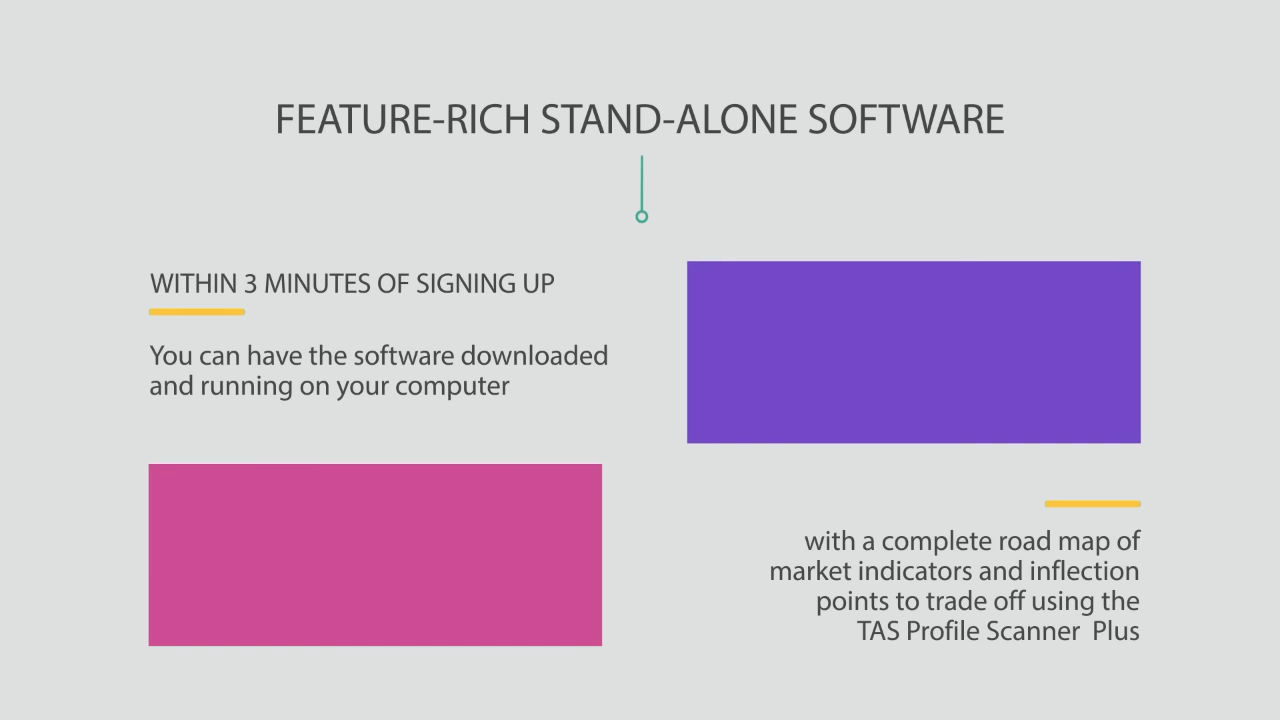 FEATURE-RICH STAND-ALONE SOFTWARE
WITHIN 3 MINUTES OF SIGNING UP
You can have the software downloaded
and running on your computer
with a complete road map of
market indicators and inflection
points to trade off using the
TAS Profile Scanner  Plus